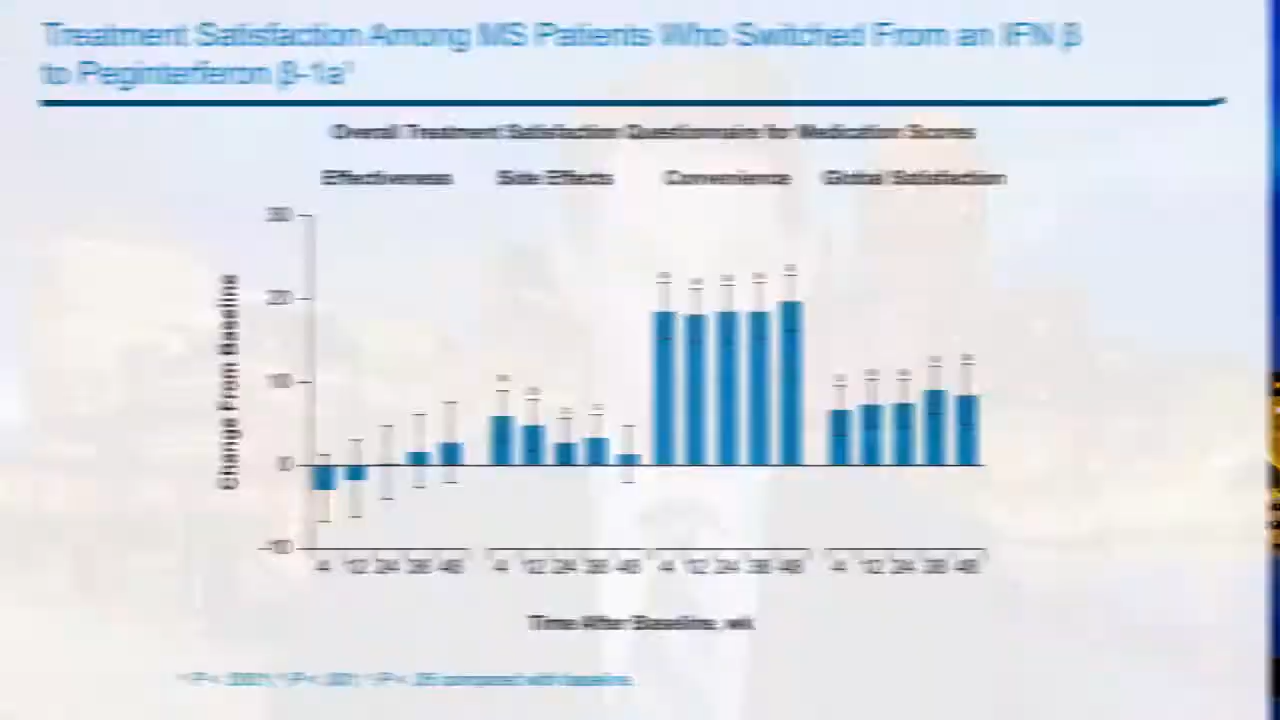 Treatment Satisfaction Among MS Patients Who Switched From an IFN β
to Peginterferon β-1a
Overall Treatment Satisfaction Questionnaire for Medication Scores
Effectiveness Side Effects Convenience Global Satisfaction
Change From Baseline
30
20
10
0
-10
4 12 24 36 48 4 12 24 36 48 4 12 24 36 48 4 12 24 36 48
Time After Baseline, wk
compared with baseline